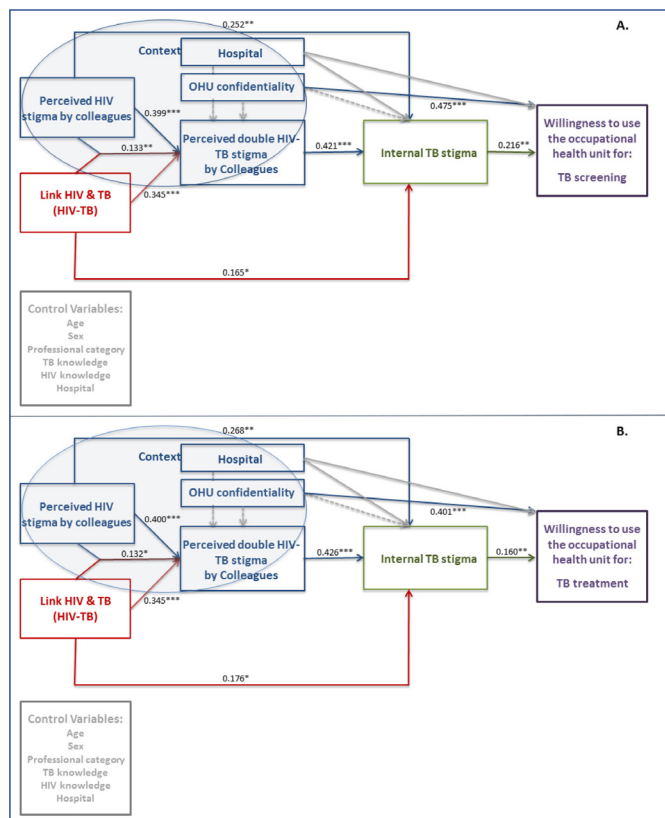 A.
0.252**
Context
Hospital
OHU confidentiality
Perceived HIV
stigma by colleagues
0.399***
0.475***
Willingness to use
the occupational
health unit for:
TB screening
Perceived double HIV-
TB stigma
by Colleagues
0.133**
0.421***
Internal TB stigma
0.216**
Link HIV & TB
(HIV-TB)
0.345***
0.165*
Control Variables:
Age
Sex
Professional category
TB knowledge
HIV knowledge
Hospital
B.
0.268**
Context
Hospital
OHU confidentiality
Perceived HIV
stigma by colleagues
0.400***
0.401***
Willingness to use
the occupational
health unit for:
TB treatment
Perceived double HIV-
TB stigma
by Colleagues
0.132*
0.426***
Internal TB stigma
0.160**
Link HIV & TB
(HIV-TB)
0.345***
0.176*
Control Variables:
Age
Sex
Professional category
TB knowledge
HIV knowledge
Hospital